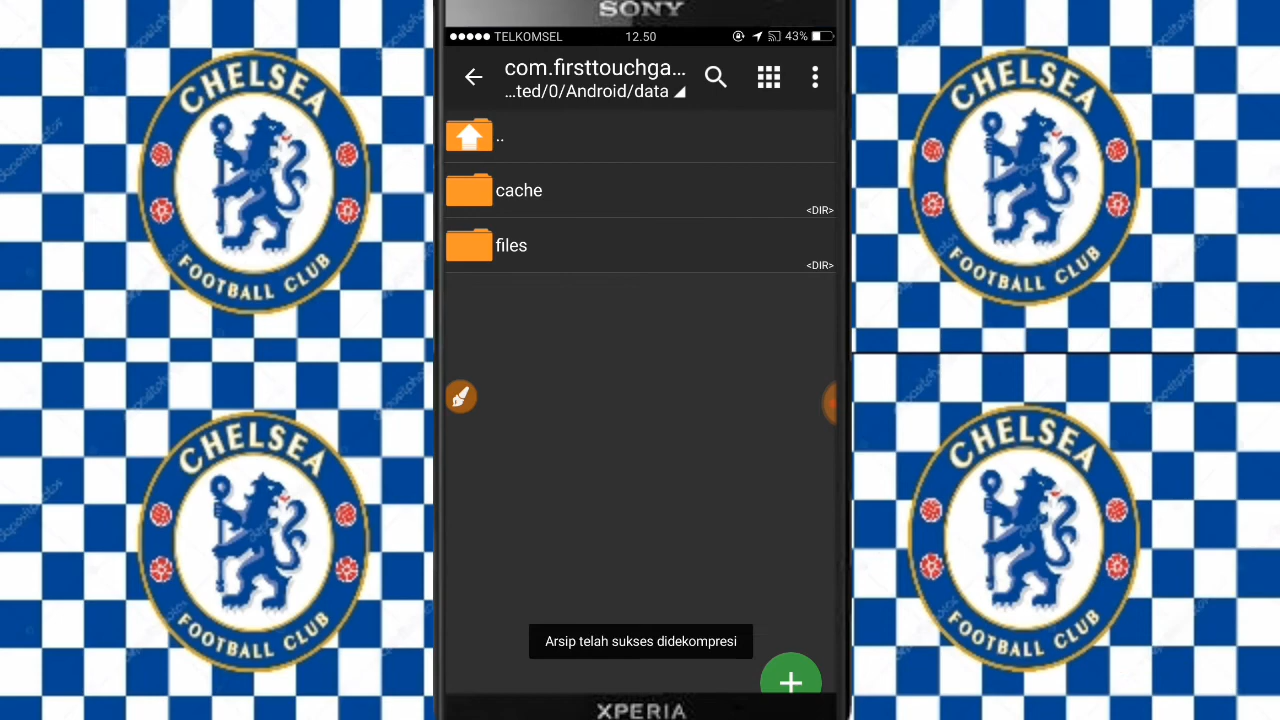 SONY
TELKOMSEL
12.50
43%
com.firsttouchga...
...ted/0/Android/data
..
cache
<DIR>
files
<DIR>
Arsip telah sukses didekompresi
XPERIA
CHELSEA
FOOTBALL CLUB
CHELSEA
FOOTBALL CLUB
CHELSEA
FOOTBALL CLUB
CHELSEA
FOOTBALL CLUB